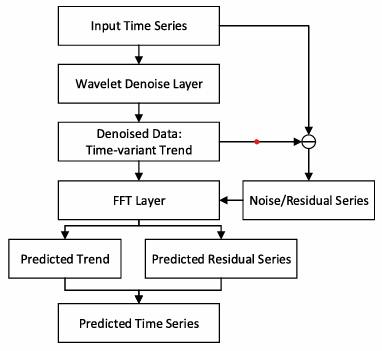 Input Time Series
Wavelet Denoise Layer
Denoised Data:
Time-variant Trend
FFT Layer
Noise/Residual Series
Predicted Trend
Predicted Residual Series
Predicted Time Series